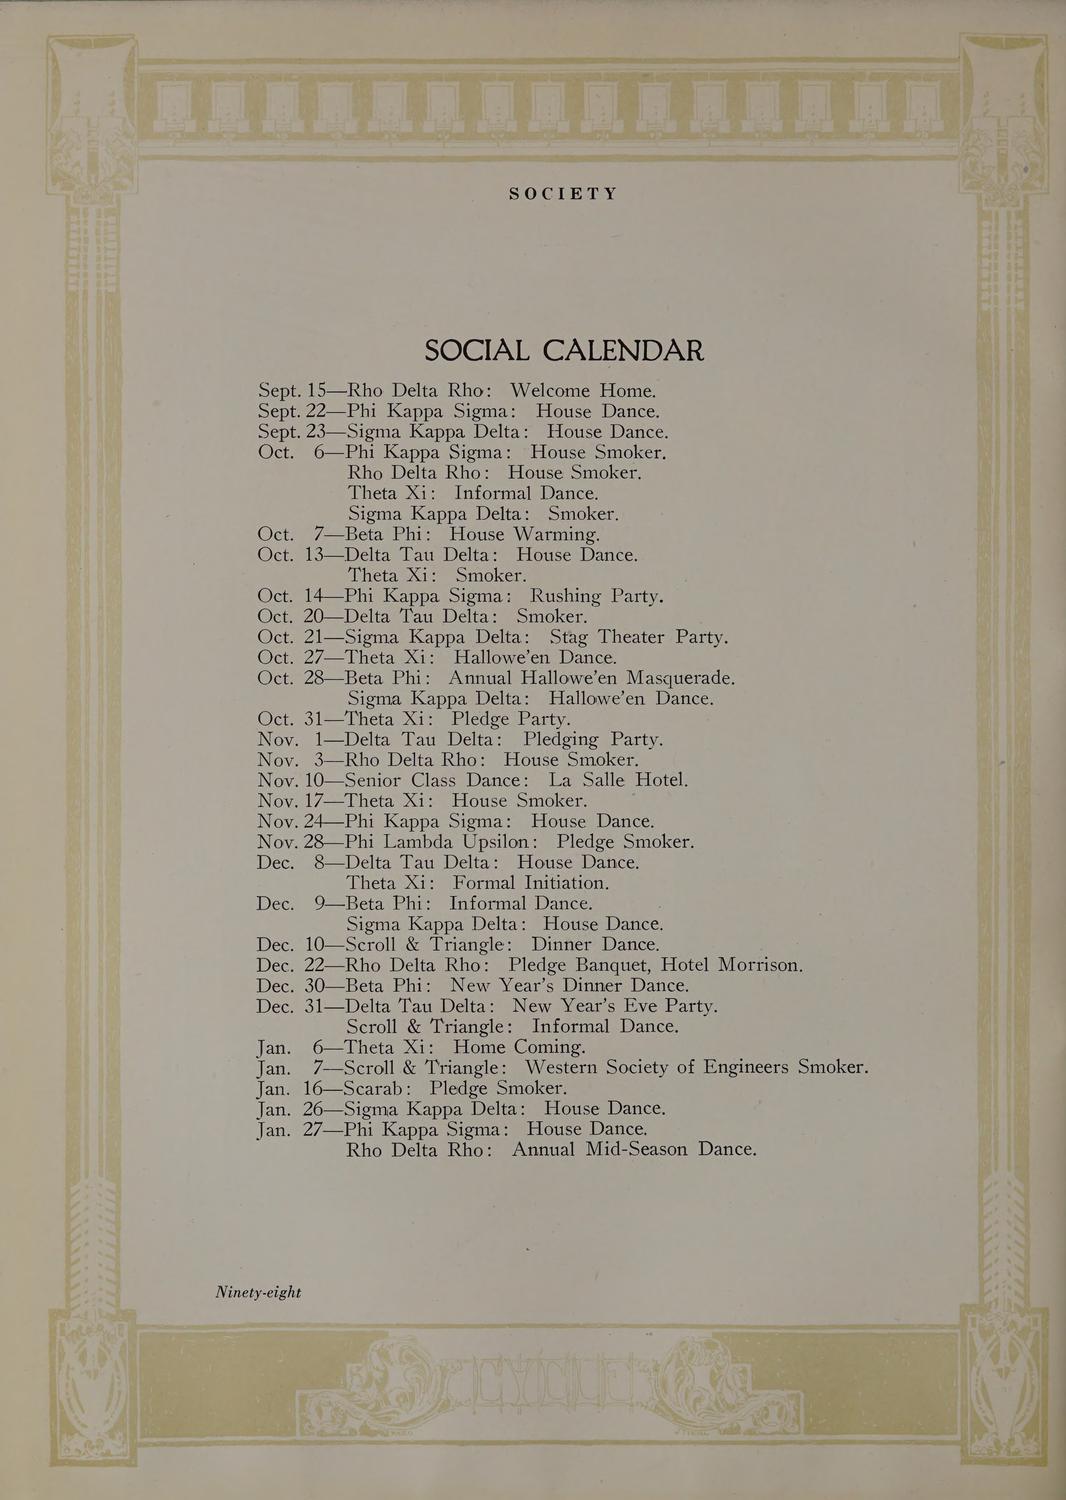 SOCIETY
SOCIAL CALENDAR
Sept. 15—Rho Delta Rho: Welcome Home.
Sept. 22—Phi Kappa Sigma: House Dance.
Sept. 23—Sigma Kappa Delta: House Dance.
Oct. 6—Phi Kappa Sigma: House Smoker.
Rho Delta Rho: House Smoker.
Theta Xi: Informal Dance.
Sigma Kappa Delta: Smoker.
Oct. 7—Beta Phi: House Warming.
Oct. 13—Delta Tau Delta: House Dance.
Theta Xi: Smoker.
Oct. 14—Phi Kappa Sigma: Rushing Party.
Oct. 20—Delta Tau Delta: Smoker.
Oct. 21—Sigma Kappa Delta: Stag Theater Party.
Oct. 27—Theta Xi: Hallowe'en Dance.
Oct. 28—Beta Phi: Annual Hallowe'en Masquerade.
Sigma Kappa Delta: Hallowe'en Dance.
Oct. 31—Theta Xi: Pledge Party.
Nov. 1—Delta Tau Delta: Pledging Party.
Nov. 3—Rho Delta Rho: House Smoker.
Nov. 10—Senior Class Dance: La Salle Hotel.
Nov. 17—Theta Xi: House Smoker.
Nov. 24—Phi Kappa Sigma: House Dance.
Nov. 28—Phi Lambda Upsilon: Pledge Smoker.
Dec. 8—Delta Tau Delta: House Dance.
Theta Xi: Formal Initiation.
Dec. 9—Beta Phi: Informal Dance.
Sigma Kappa Delta: House Dance.
Dec. 10—Scroll & Triangle: Dinner Dance.
Dec. 22—Rho Delta Rho: Pledge Banquet, Hotel Morrison.
Dec. 30—Beta Phi: New Year's Dinner Dance.
Dec. 31—Delta Tau Delta: New Year's Eve Party.
Scroll & Triangle: Informal Dance.
Jan. 6—Theta Xi: Home Coming.
Jan. 7—Scroll & Triangle: Western Society of Engineers Smoker.
Jan. 16—Scarab: Pledge Smoker.
Jan. 26—Sigma Kappa Delta: House Dance.
Jan. 27—Phi Kappa Sigma: House Dance.
Rho Delta Rho: Annual Mid-Season Dance.
Ninety-eight
CYCLE